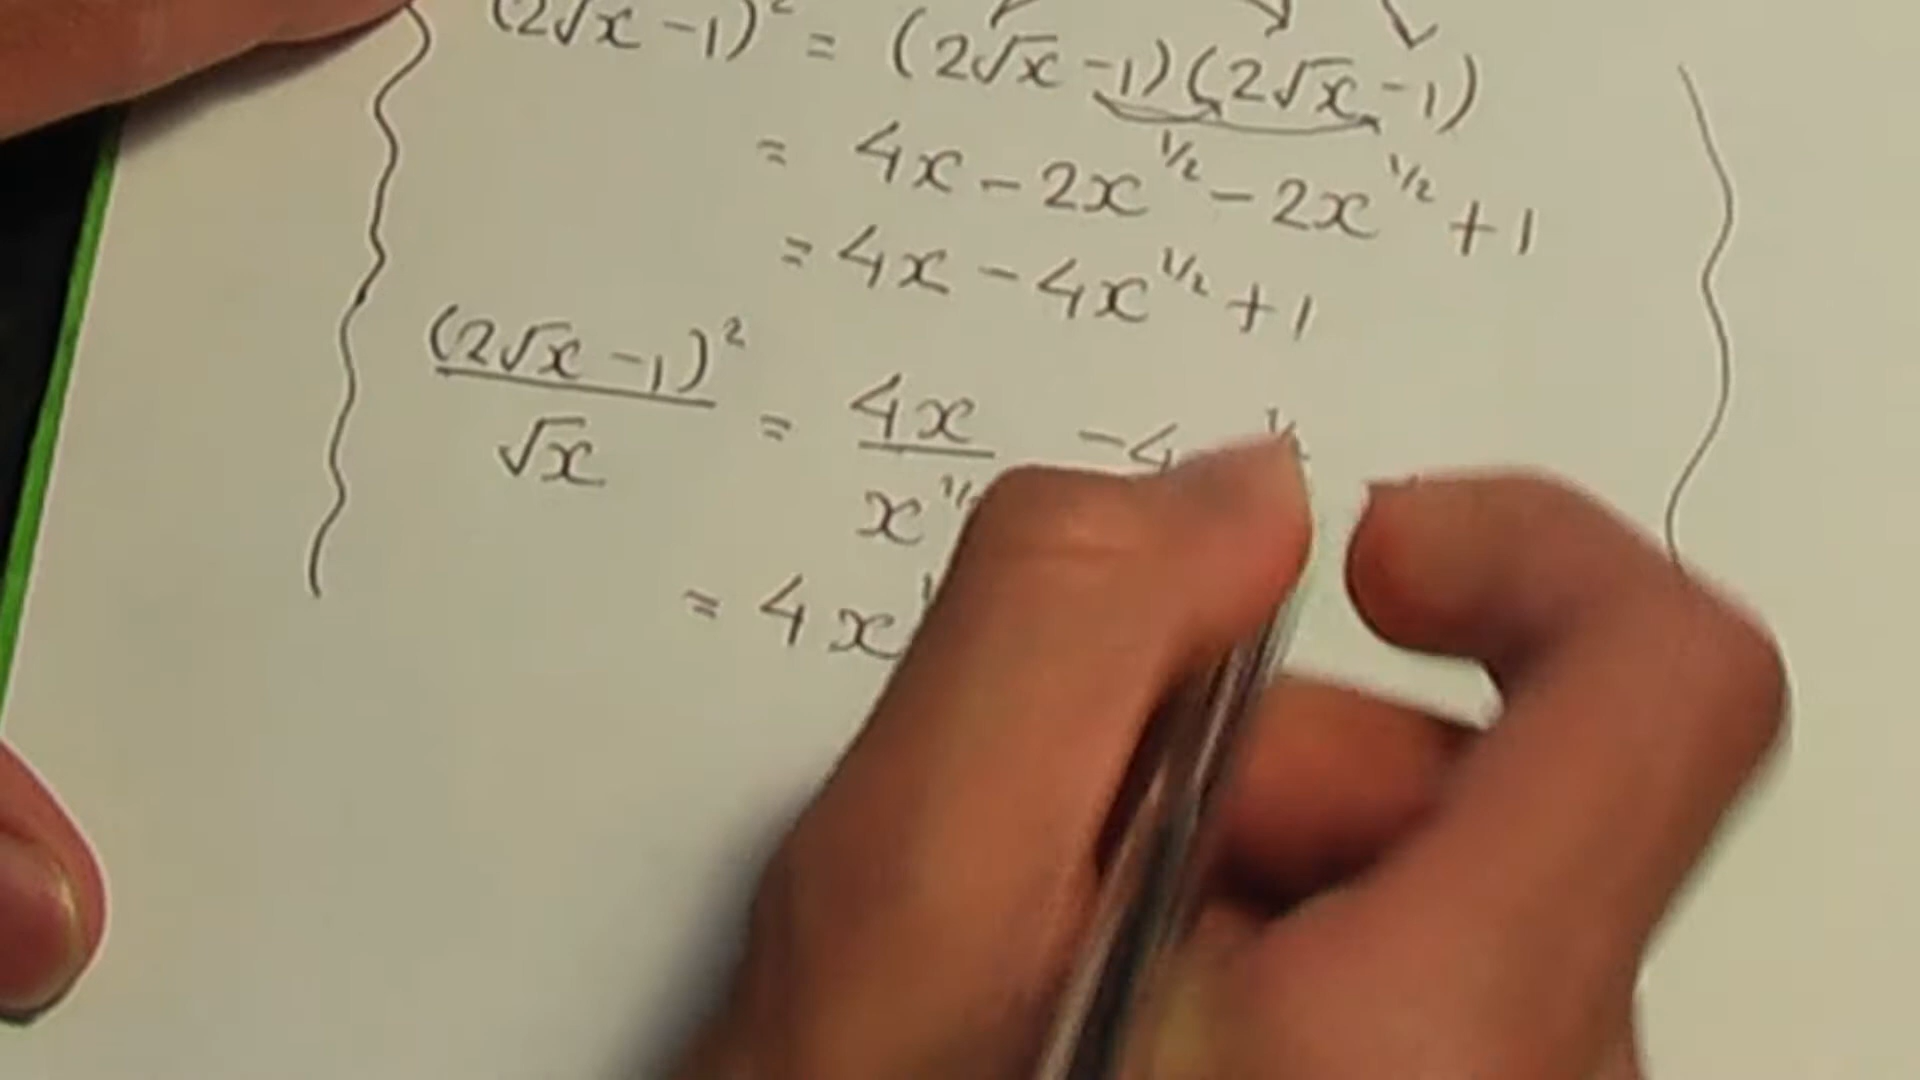 (2√x -1)² = (2√x -1)(2√x -1)
= 4x - 2x^1/2 - 2x^1/2 + 1
= 4x - 4x^1/2 + 1
(2√x -1)²/√x = 4x/x^1/ -4
= 4x